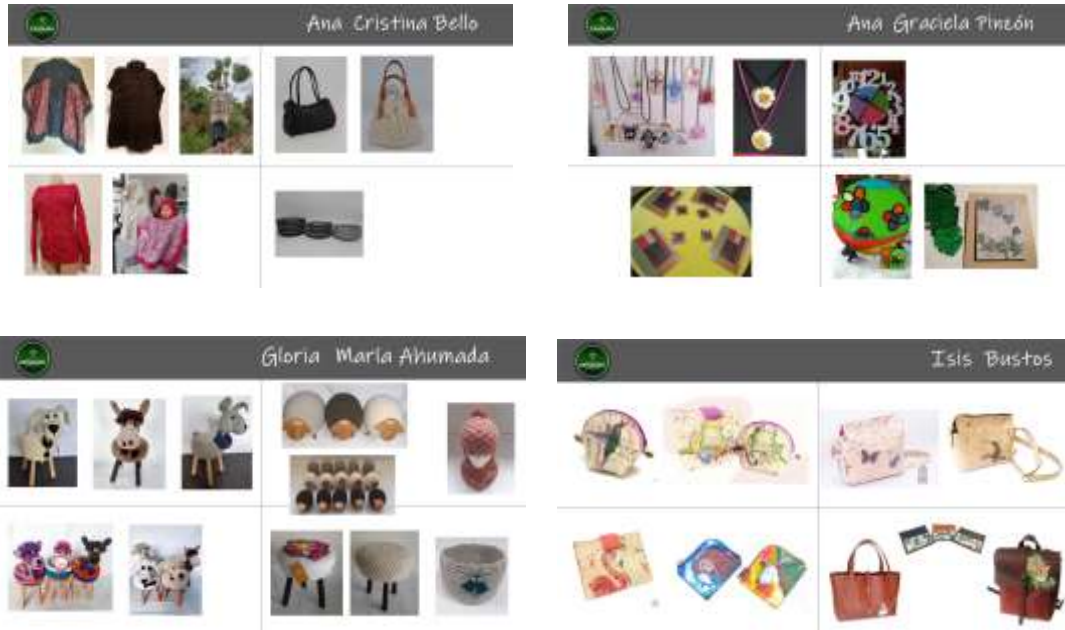 Ana Cristina Bello
Ana Graciela Pinzón
Gloria María Ahumada
Isis Bustos